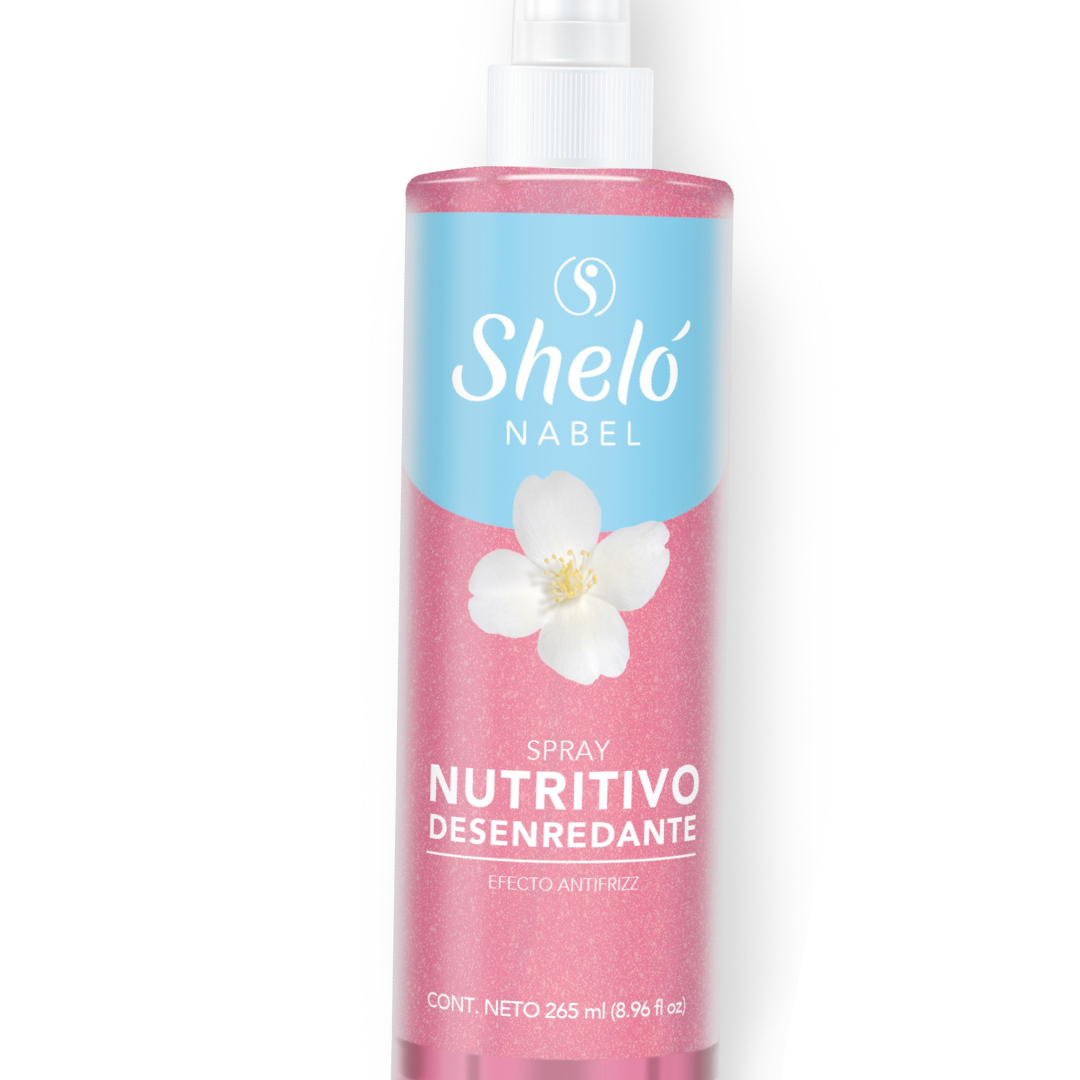 Sheló
NABEL
SPRAY
NUTRITIVO
DESENREDANTE
EFECTO ANTIFRIZZ
CONT. NETO 265 ml (8.96 fl oz)